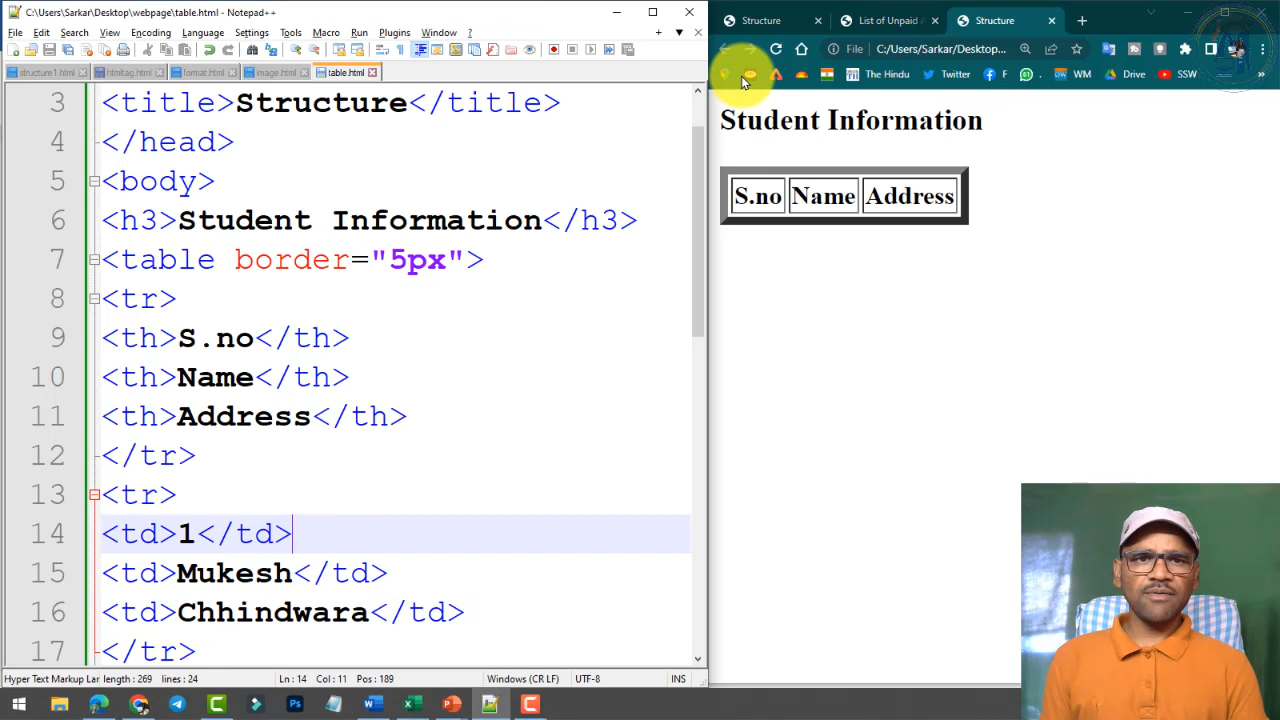 C:\Users\Sarkar\Desktop\webpage\table.html - Notepad++
File Edit Search View Encoding Language Settings Tools Macro Run Plugins Window ?
structure1.html htmltag.html format.html image.html table.html
3 <title>Structure</title>
4 </head>
5 <body>
6 <h3>Student Information</h3>
7 <table border="5px">
8 <tr>
9 <th>S.no</th>
10 <th>Name</th>
11 <th>Address</th>
12 </tr>
13 <tr>
14 <td>1</td>
15 <td>Mukesh</td>
16 <td>Chhindwara</td>
17 </tr>
Hyper Text Markup Lan length : 269 lines : 24 Ln : 14 Col : 11 Pos : 189 Windows (CR LF) UTF-8 INS
Structure List of Unpaid Structure
File C:/Users/Sarkar/Desktop...
The Hindu Twitter F . WM Drive SSW
Student Information
S.no Name Address